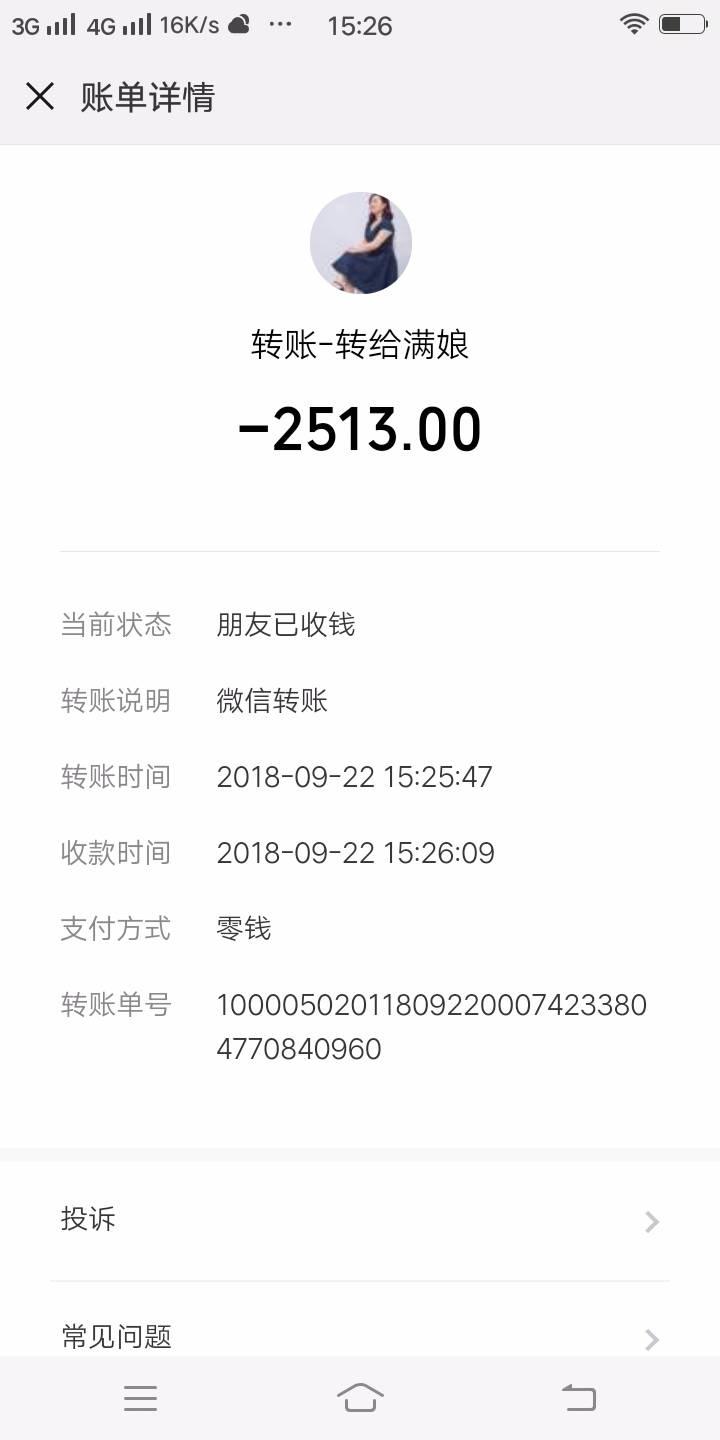 3G 4G 16K/s ··· 15:26
账单详情
转账-转给满娘
-2513.00
当前状态 朋友已收钱
转账说明 微信转账
转账时间 2018-09-22 15:25:47
收款时间 2018-09-22 15:26:09
支付方式 零钱
转账单号 10000502011809220007423380
4770840960
投诉
常见问题